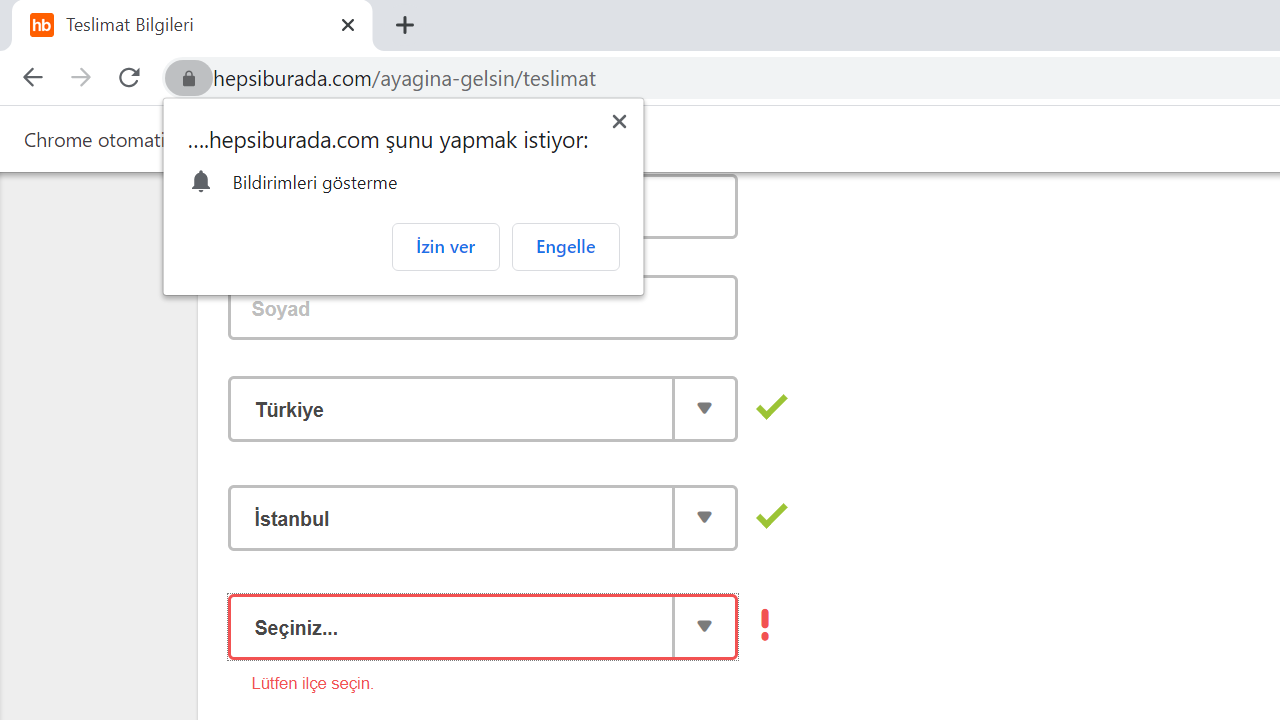 hb Teslimat Bilgileri
hepsiburada.com/ayagina-gelsin/teslimat
Chrome otomati
….hepsiburada.com şunu yapmak istiyor:
Bildirimleri gösterme
İzin ver Engelle
Soyad
Türkiye
İstanbul
Seçiniz...
Lütfen ilçe seçin.